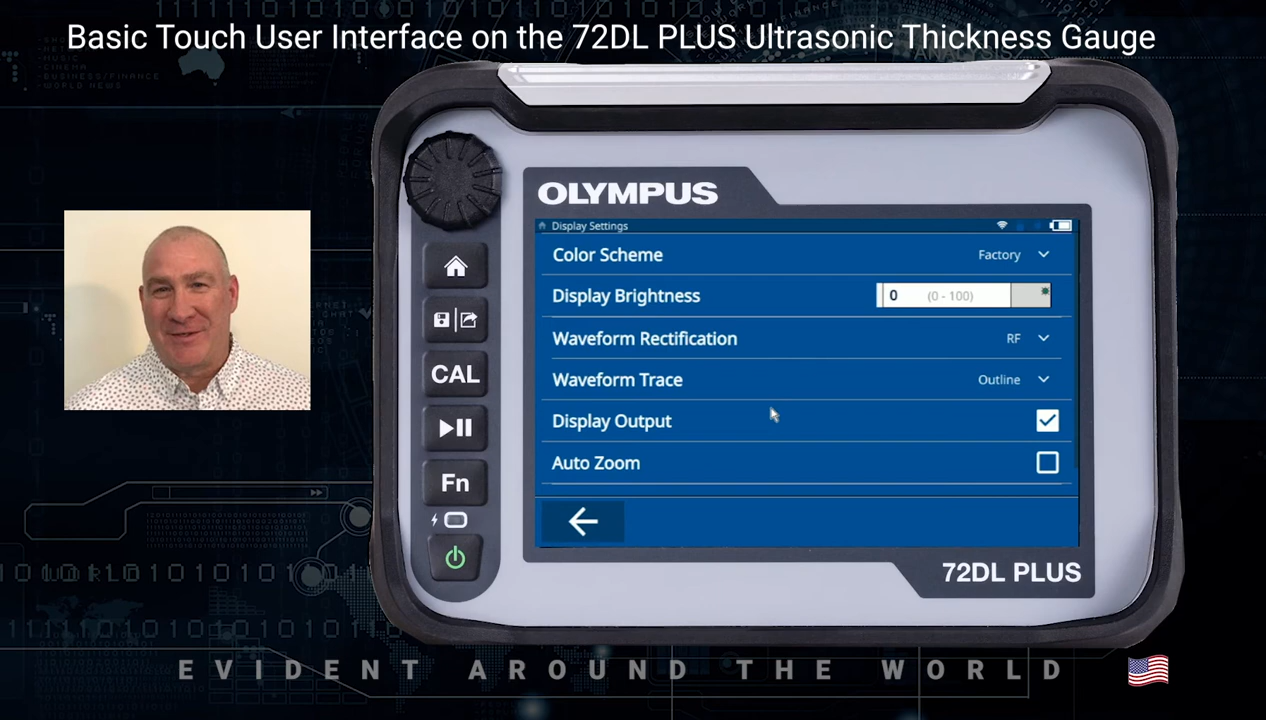 Basic Touch User Interface on the 72DL PLUS Ultrasonic Thickness Gauge
OLYMPUS
Display Settings
Color Scheme Factory
Display Brightness 0 (0 - 100)
Waveform Rectification RF
Waveform Trace Outline
Display Output
Auto Zoom
CAL
Fn
72DL PLUS
EVIDENT AROUND THE WORLD